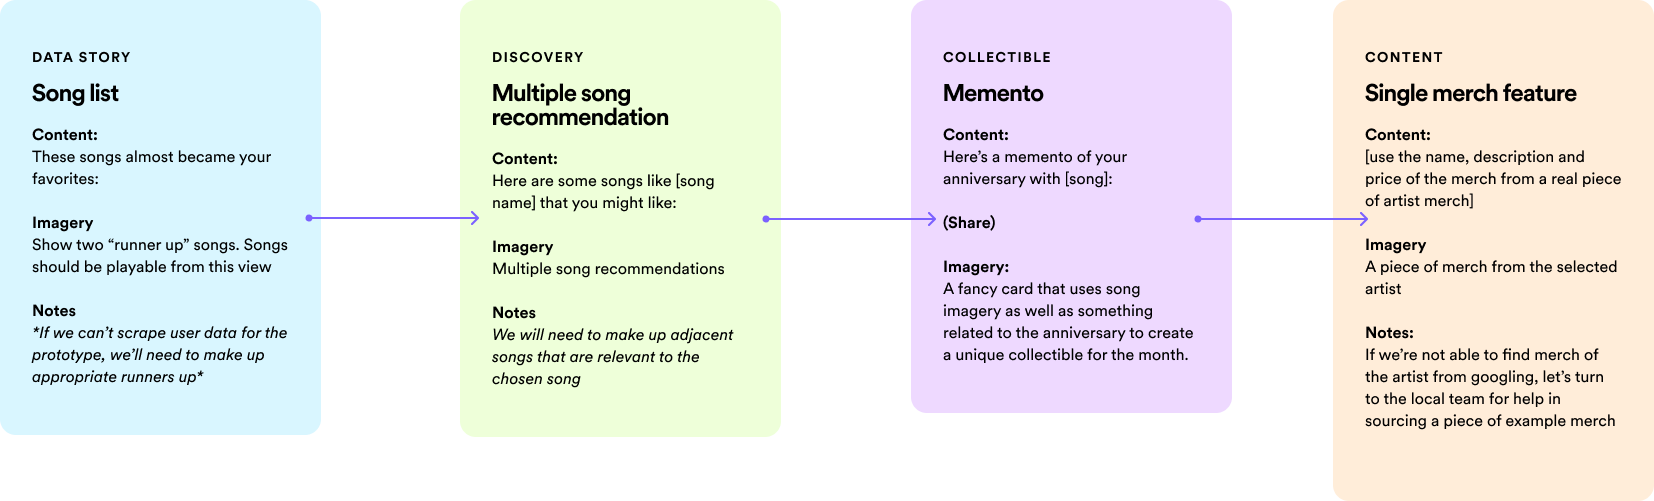 DATA STORY
Song list
Content:
These songs almost became your
favorites:
Imagery
Show two “runner up” songs. Songs
should be playable from this view
Notes
*If we can’t scrape user data for the
prototype, we’ll need to make up
appropriate runners up*
DISCOVERY
Multiple song
recommendation
Content:
Here are some songs like [song
name] that you might like:
Imagery
Multiple song recommendations
Notes
We will need to make up adjacent
songs that are relevant to the
chosen song
COLLECTIBLE
Memento
Content:
Here’s a memento of your
anniversary with [song]:
(Share)
Imagery:
A fancy card that uses song
imagery as well as something
related to the anniversary to create
a unique collectible for the month.
CONTENT
Single merch feature
Content:
[use the name, description and
price of the merch from a real piece
of artist merch]
Imagery
A piece of merch from the selected
artist
Notes:
If we’re not able to find merch of
the artist from googling, let’s turn
to the local team for help in
sourcing a piece of example merch